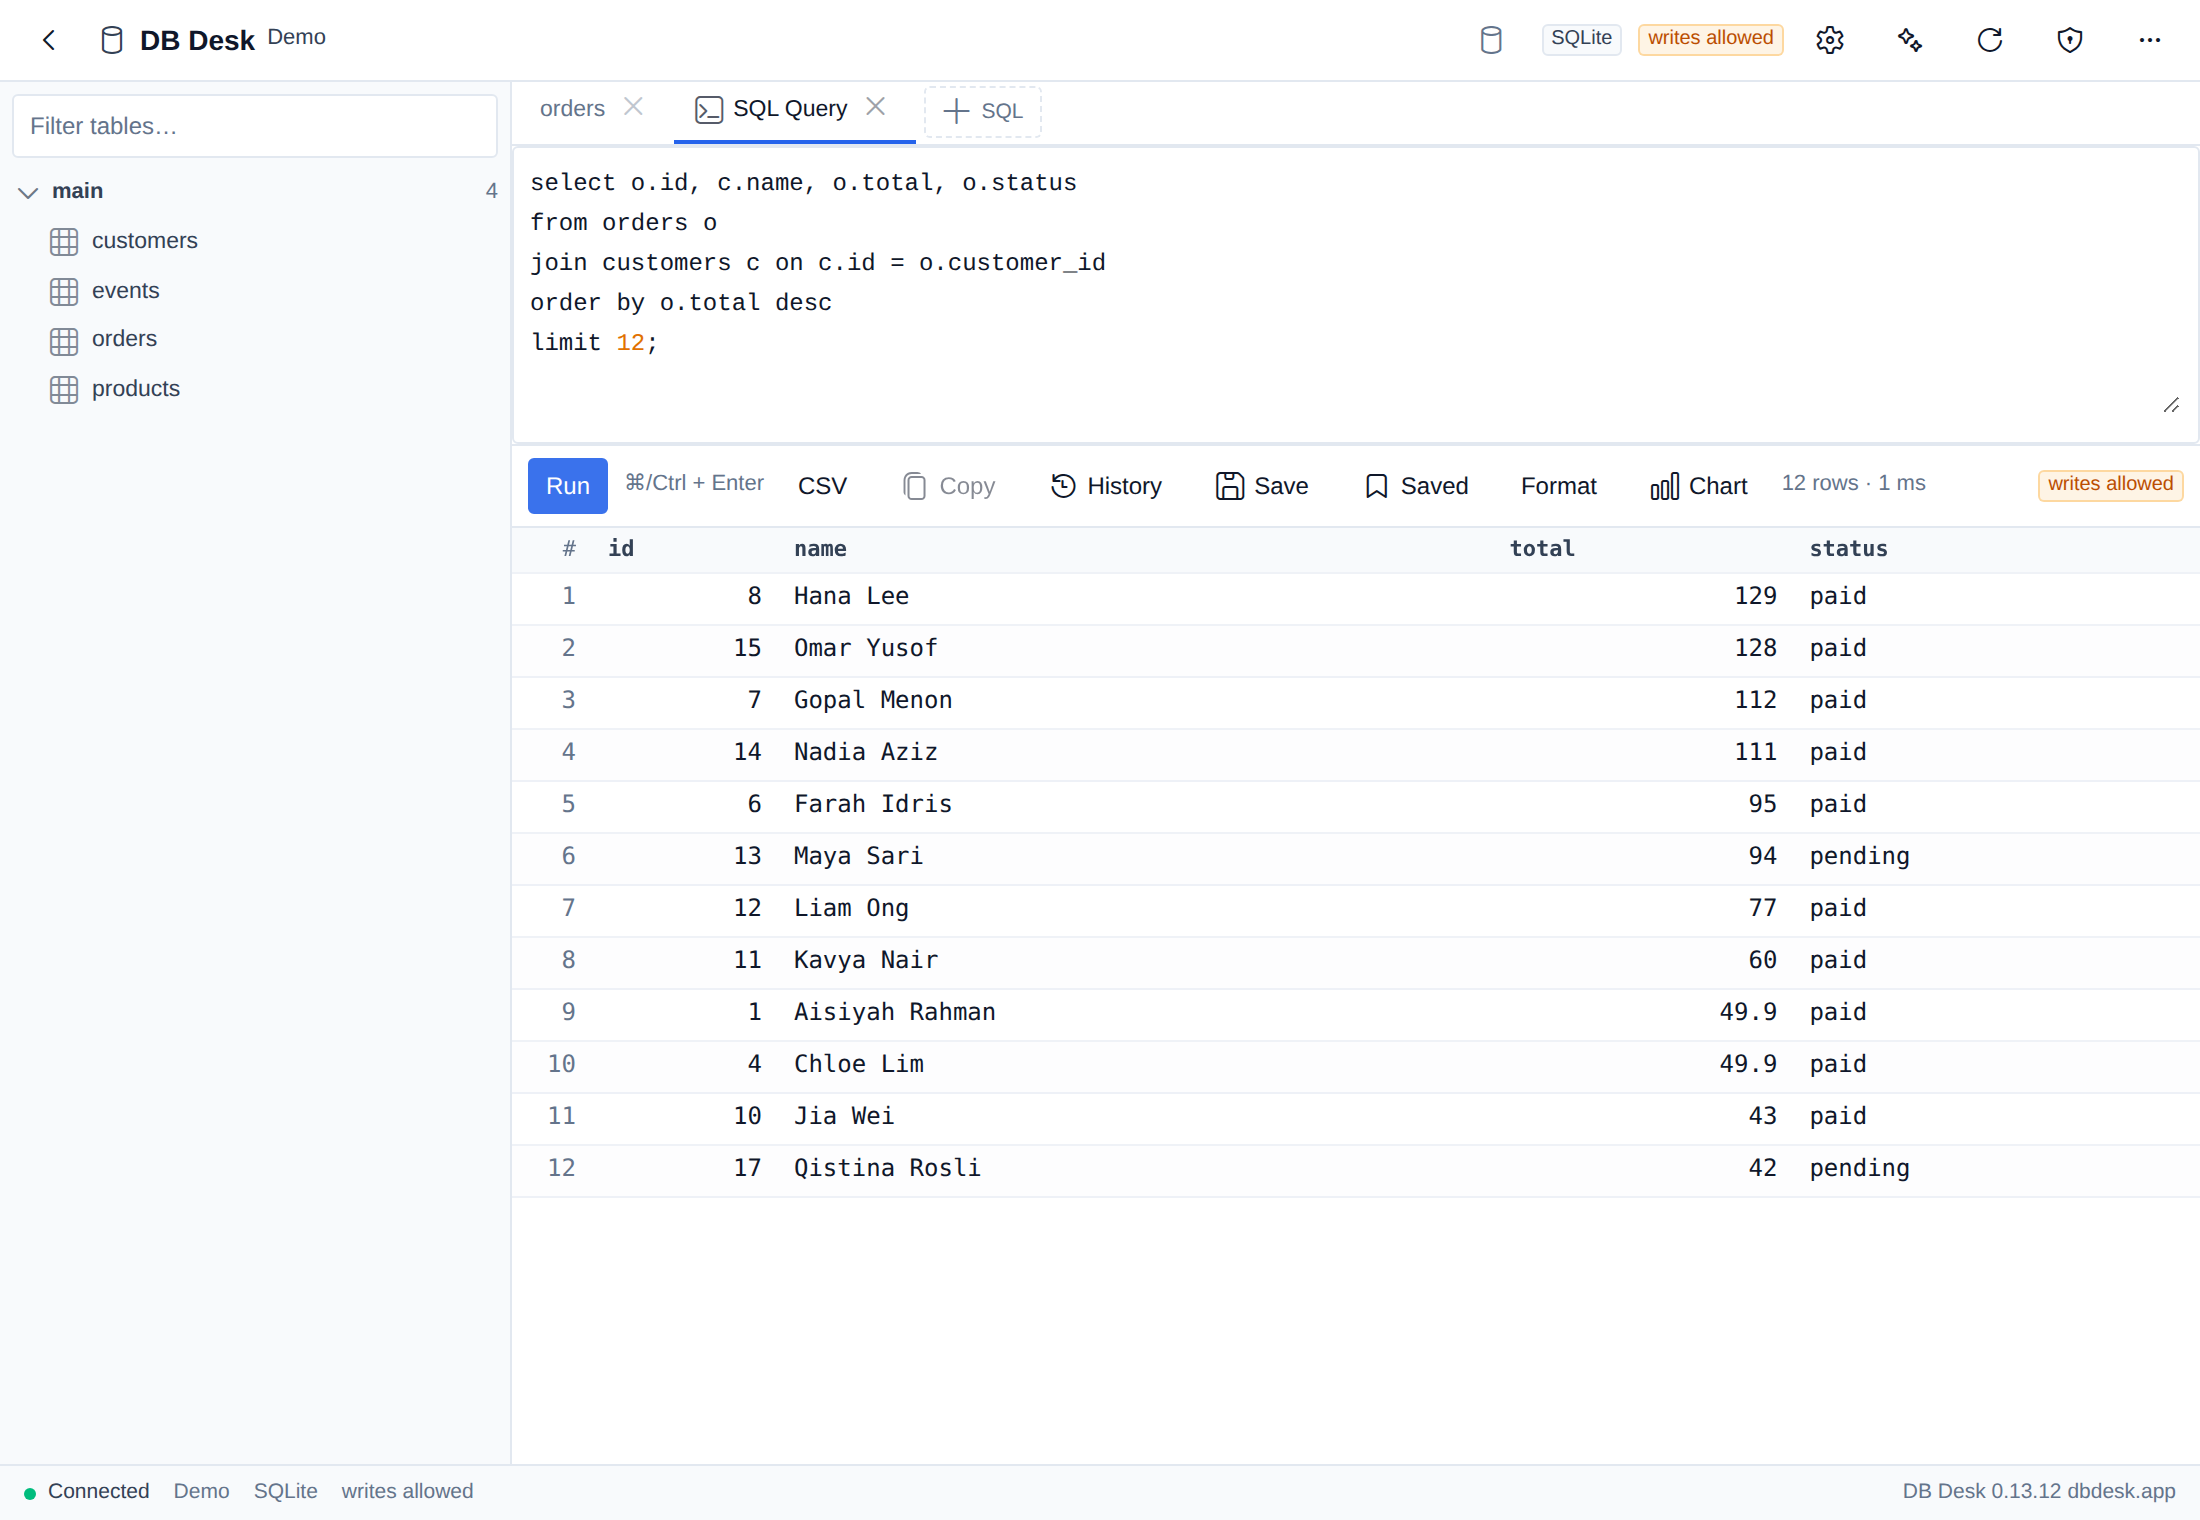 DB Desk Demo
SQLite writes allowed
Filter tables…
main 4
customers
events
orders
products
orders SQL Query SQL
select o.id, c.name, o.total, o.status
from orders o
join customers c on c.id = o.customer_id
order by o.total desc
limit 12;
Run ⌘/Ctrl + Enter CSV Copy History Save Saved Format Chart 12 rows · 1 ms writes allowed
# id name total status
1 8 Hana Lee 129 paid
2 15 Omar Yusof 128 paid
3 7 Gopal Menon 112 paid
4 14 Nadia Aziz 111 paid
5 6 Farah Idris 95 paid
6 13 Maya Sari 94 pending
7 12 Liam Ong 77 paid
8 11 Kavya Nair 60 paid
9 1 Aisiyah Rahman 49.9 paid
10 4 Chloe Lim 49.9 paid
11 10 Jia Wei 43 paid
12 17 Qistina Rosli 42 pending
Connected Demo SQLite writes allowed DB Desk 0.13.12 dbdesk.app